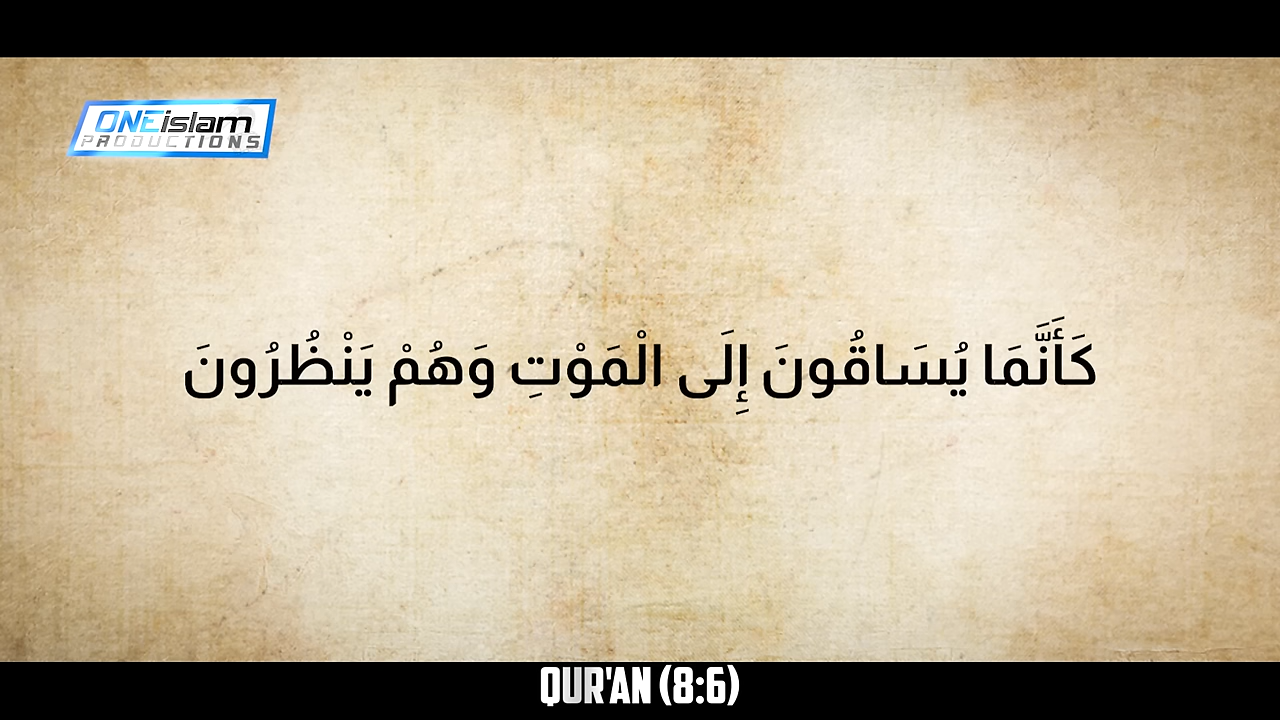 ONEislam
PRODUCTIONS
كَأَنَّمَا يُسَاقُونَ إِلَى الْمَوْتِ وَهُمْ يَنْظُرُونَ
QUR'AN (8:6)